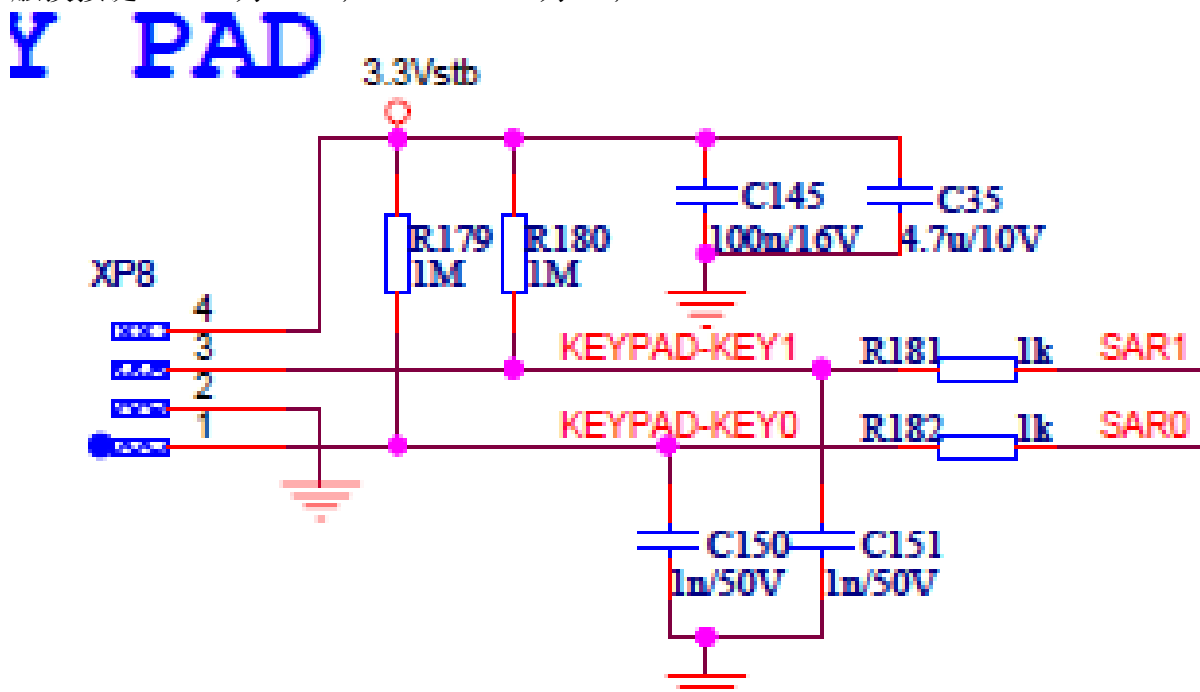 Y PAD
3.3Vstb
C145
100n/16V
C35
4.7u/10V
R179
1M
R180
1M
XP8
4
3
2
1
KEYPAD-KEY1
R181
1k
SAR1
KEYPAD-KEY0
R182
1k
SAR0
C150
1n/50V
C151
1n/50V